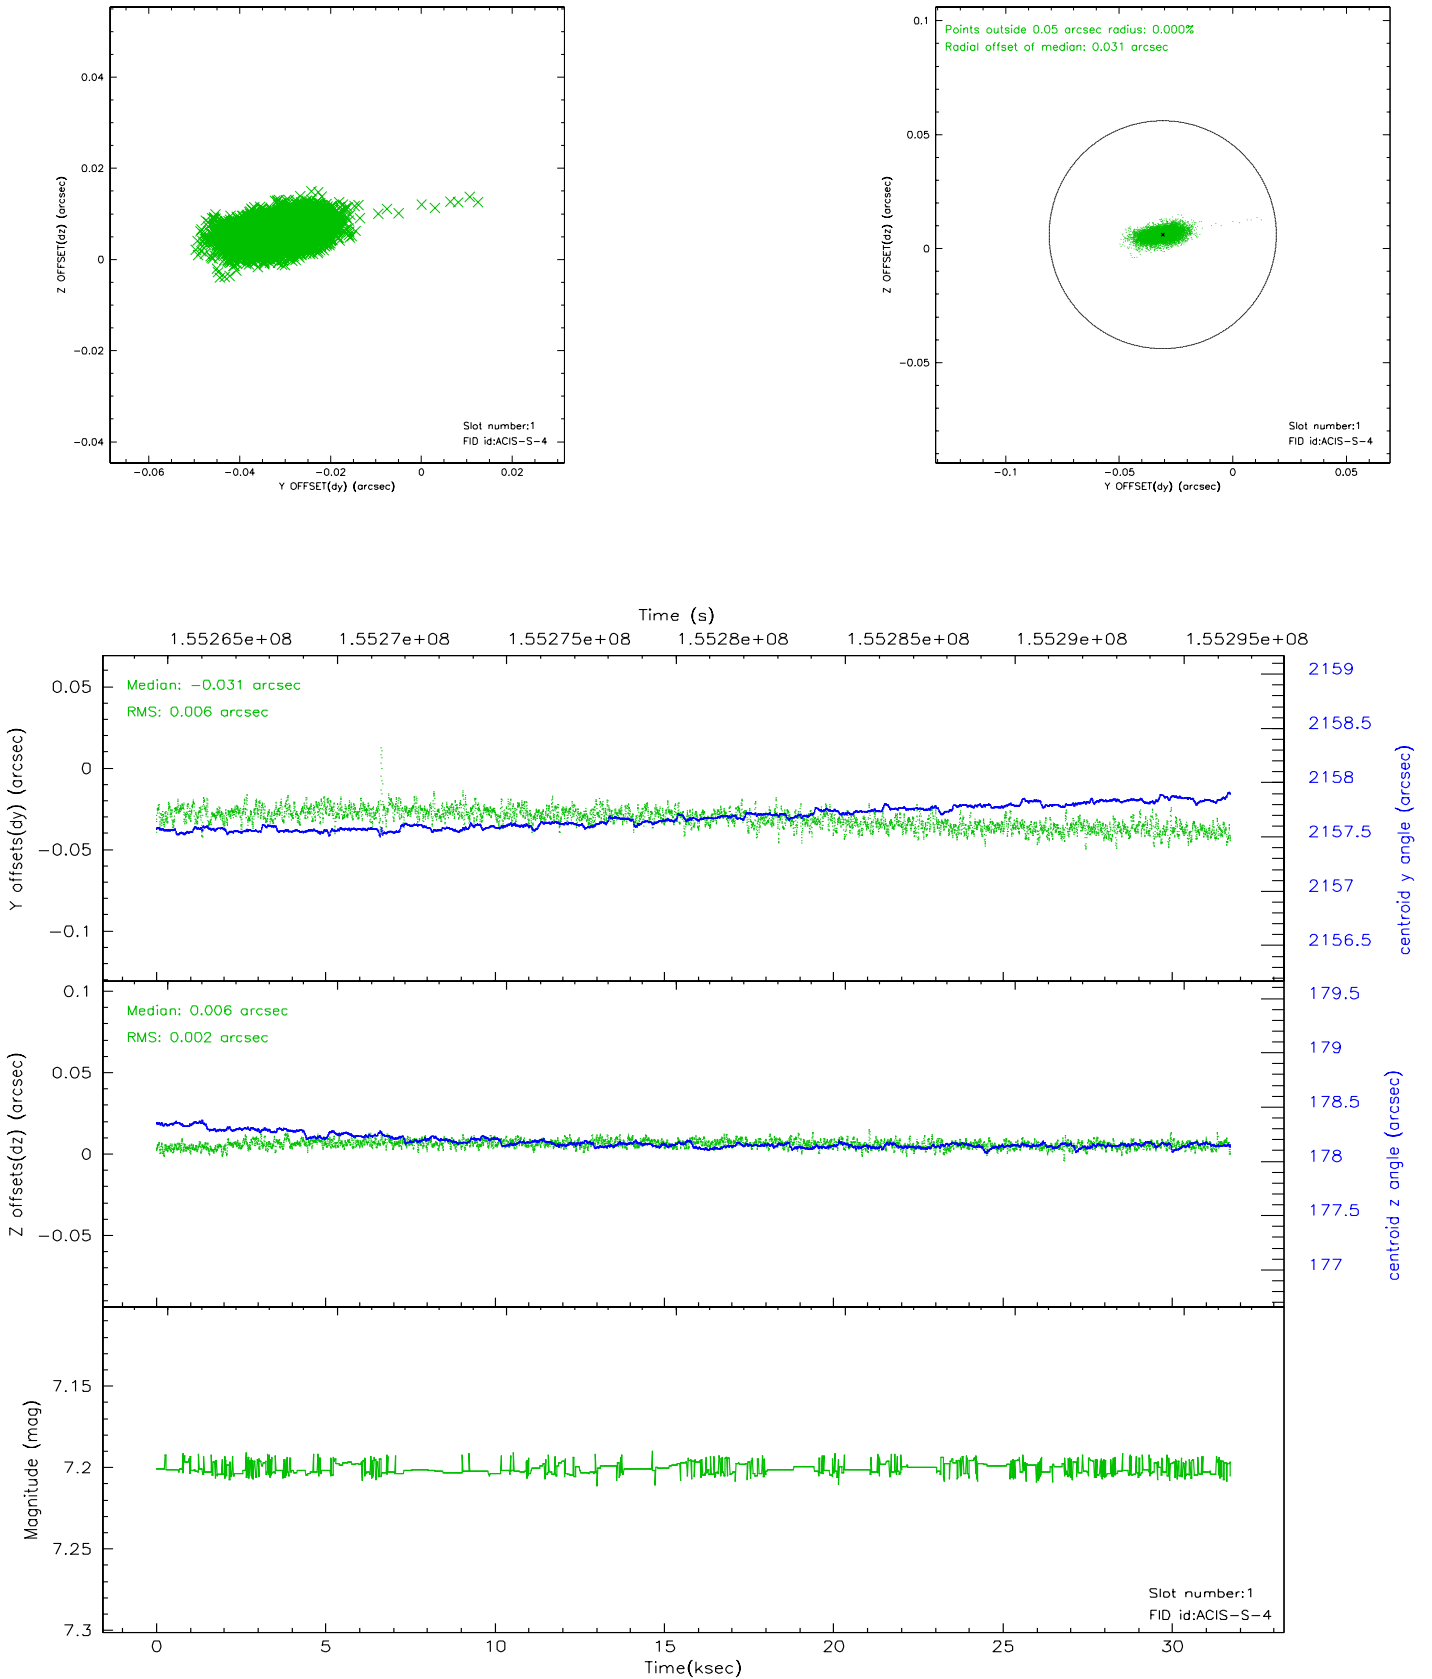 0.04
0.02
0
−0.02
−0.04
Z OFFSET(dz) (arcsec)
Slot number:1
FID id:ACIS−S−4
−0.06 −0.04 −0.02 0 0.02
Y OFFSET(dy) (arcsec)
Points outside 0.05 arcsec radius: 0.000%
Radial offset of median: 0.031 arcsec
0.1
0.05
0
−0.05
Z OFFSET(dz) (arcsec)
Slot number:1
FID id:ACIS−S−4
−0.1 −0.05 0 0.05
Y OFFSET(dy) (arcsec)
Time (s)
1.55265e+08 1.5527e+08 1.55275e+08 1.5528e+08 1.55285e+08 1.5529e+08 1.55295e+08
Median: −0.031 arcsec
RMS: 0.006 arcsec
0.05
0
−0.05
−0.1
Y offsets(dy) (arcsec)
2159
2158.5
2158
2157.5
2157
2156.5
centroid y angle (arcsec)
Median: 0.006 arcsec
RMS: 0.002 arcsec
0.1
0.05
0
−0.05
Z offsets(dz) (arcsec)
179.5
179
178.5
178
177.5
177
centroid z angle (arcsec)
7.15
7.2
7.25
7.3
Magnitude (mag)
Slot number:1
FID id:ACIS−S−4
0 5 10 15 20 25 30
Time(ksec)